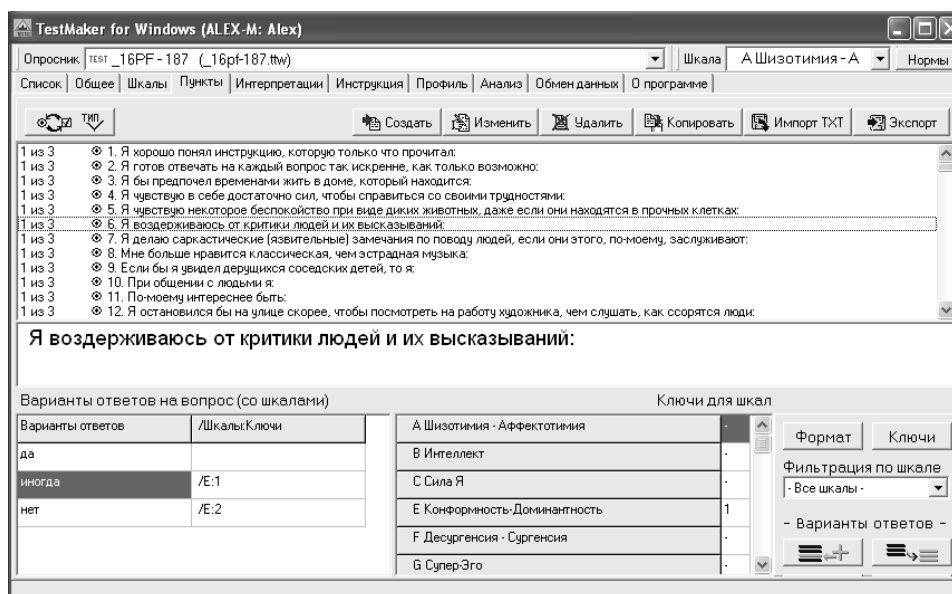 TestMaker for Windows (ALEX-M: Alex)
Опросник TEST _16PF-187 (_16pf-187.ttw) Шкала А Шизотимия-А Нормы
Список Общее Шкалы Пункты Интерпретации Инструкция Профиль Анализ Обмен данных О программе
ТИП Создать Изменить Удалить Копировать Импорт TXT Экспорт
1 из 3 1. Я хорошо понял инструкцию, которую только что прочитал:
1 из 3 2. Я готов отвечать на каждый вопрос так искренне, как только возможно:
1 из 3 3. Я бы предпочел временами жить в доме, который находится:
1 из 3 4. Я чувствую в себе достаточно сил, чтобы справиться со своими трудностями:
1 из 3 5. Я чувствую некоторое беспокойство при виде диких животных, даже если они находятся в прочных клетках:
1 из 3 6. Я воздерживаюсь от критики людей и их высказываний:
1 из 3 7. Я делаю саркастические (язвительные) замечания по поводу людей, если они этого, по-моему, заслуживают:
1 из 3 8. Мне больше нравится классическая, чем эстрадная музыка:
1 из 3 9. Если бы я увидел дерущихся соседских детей, то я:
1 из 3 10. При общении с людьми я:
1 из 3 11. По-моему интереснее быть:
1 из 3 12. Я остановился бы на улице скорее, чтобы посмотреть на работу художника, чем слушать, как ссорятся люди:
Я воздерживаюсь от критики людей и их высказываний:
Варианты ответов на вопрос (со шкалами) Ключи для шкал
Варианты ответов /Шкалы:Ключи
да
иногда /E:1
нет /E:2
А Шизотимия - Аффектотимия -
В Интеллект -
С Сила Я -
Е Конформность-Доминантность 1
F Десургенсия - Сургенсия -
G Супер-Эго -
Формат Ключи
Фильтрация по шкале
- Все шкалы -
- Варианты ответов -